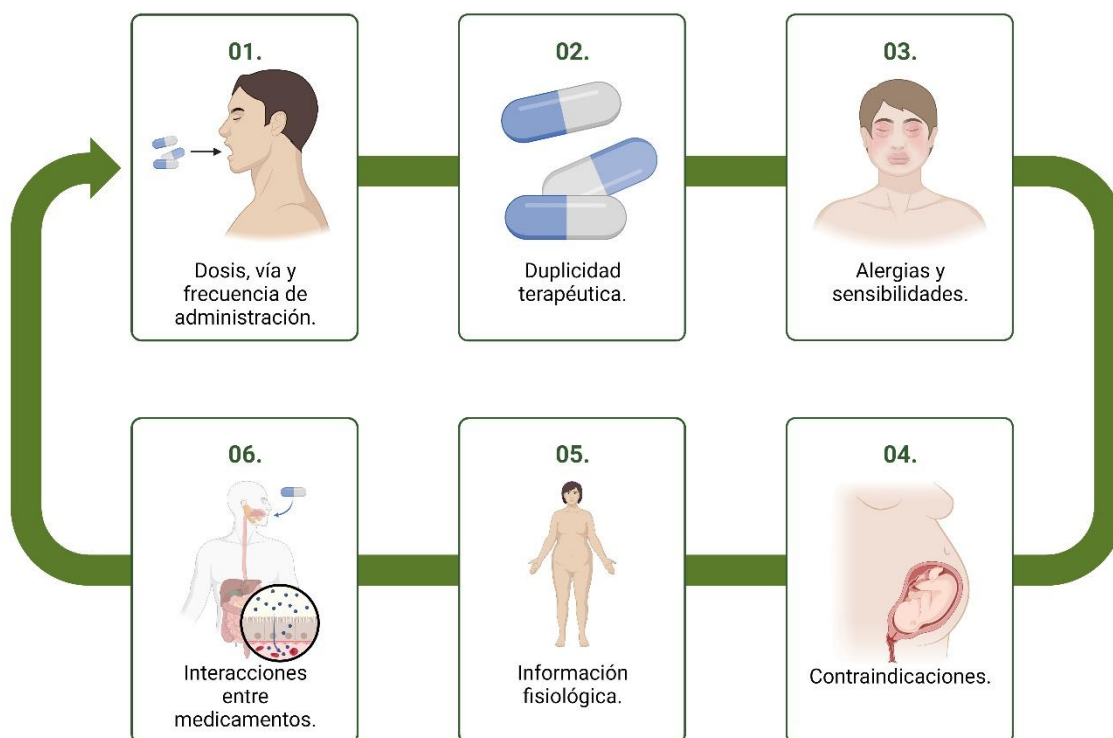 01.
Dosis, vía y
frecuencia de
administración.
02.
Duplicidad
terapéutica.
03.
Alergias y
sensibilidades.
04.
Contraindicaciones.
05.
Información
fisiológica.
06.
Interacciones
entre
medicamentos.